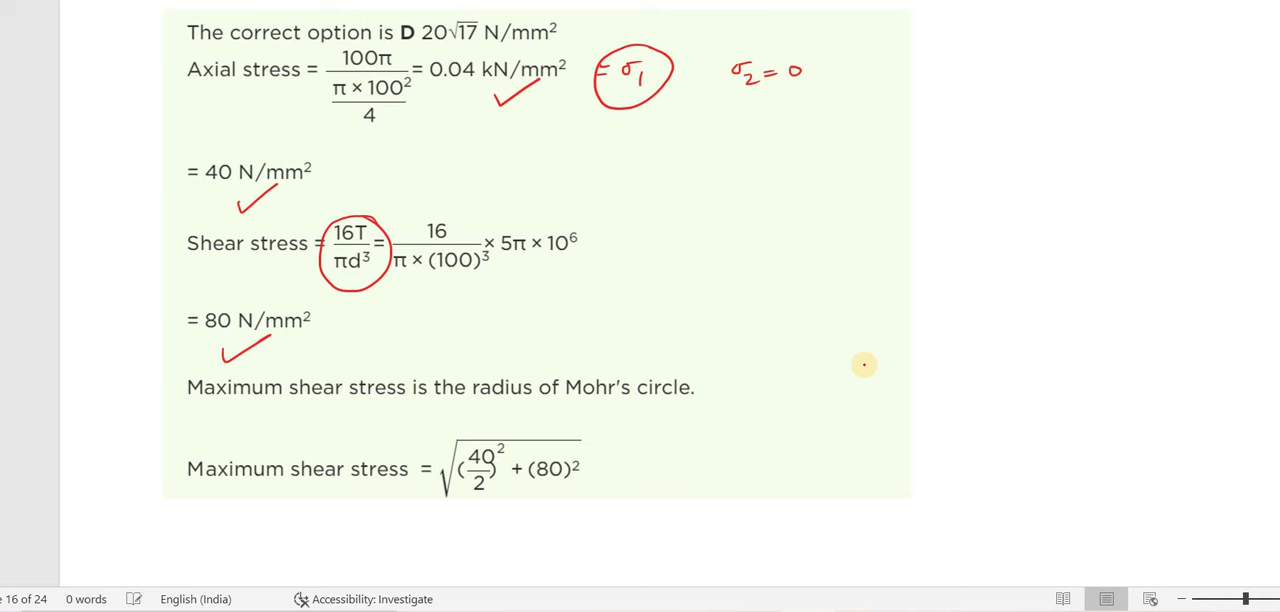 The correct option is D 20√17 N/mm²
Axial stress = 100π / (π × 100² / 4) = 0.04 kN/mm² = σ₁ σ₂ = 0
= 40 N/mm²
Shear stress = 16T / πd³ = 16 / (π × (100)³) × 5π × 10⁶
= 80 N/mm²
Maximum shear stress is the radius of Mohr's circle.
Maximum shear stress = √((40/2)² + (80)²)
e 16 of 24 0 words English (India) Accessibility: Investigate